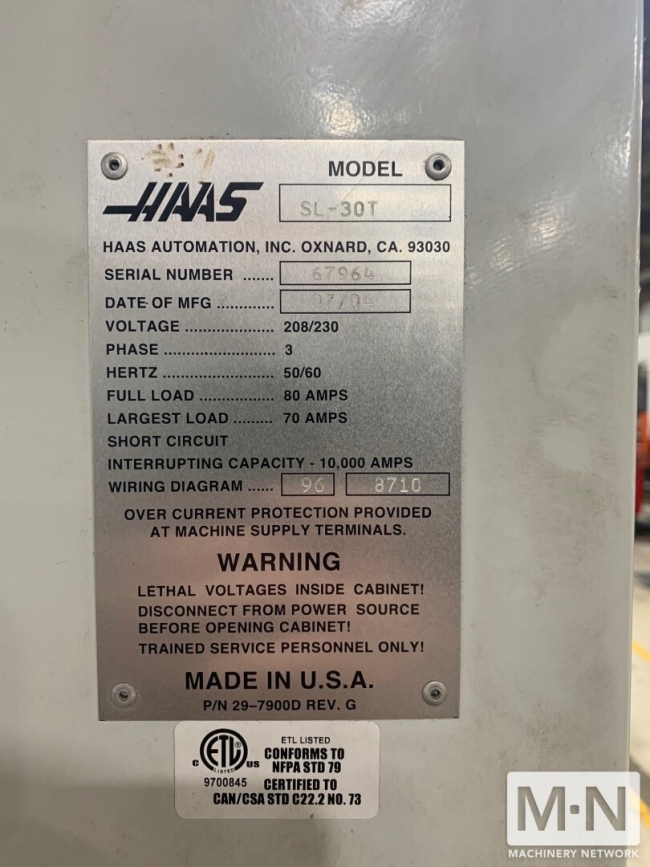 MODEL
HAAS
SL-30T
HAAS AUTOMATION, INC. OXNARD, CA. 93030
SERIAL NUMBER ....... 67964
DATE OF MFG ............ 07/04
VOLTAGE .................... 208/230
PHASE ......................... 3
HERTZ ......................... 50/60
FULL LOAD ................. 80 AMPS
LARGEST LOAD ......... 70 AMPS
SHORT CIRCUIT
INTERRUPTING CAPACITY - 10,000 AMPS
WIRING DIAGRAM ...... 96 8710
OVER CURRENT PROTECTION PROVIDED
AT MACHINE SUPPLY TERMINALS.
WARNING
LETHAL VOLTAGES INSIDE CABINET!
DISCONNECT FROM POWER SOURCE
BEFORE OPENING CABINET!
TRAINED SERVICE PERSONNEL ONLY!
MADE IN U.S.A.
P/N 29-7900D REV. G
ETL LISTED
CONFORMS TO
NFPA STD 79
C ETL LISTED US
9700845
CERTIFIED TO
CAN/CSA STD C22.2 NO. 73
M·N
MACHINERY NETWORK